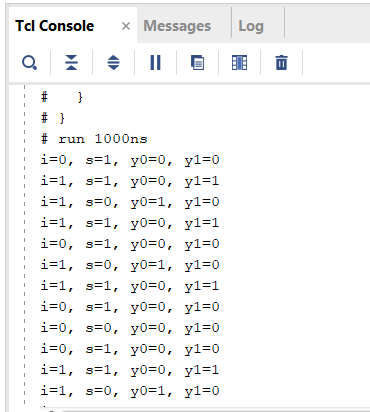 Tcl Console × Messages Log
#   }
# }
# run 1000ns
i=0, s=1, y0=0, y1=0
i=1, s=1, y0=0, y1=1
i=1, s=0, y0=1, y1=0
i=1, s=1, y0=0, y1=1
i=0, s=1, y0=0, y1=0
i=1, s=0, y0=1, y1=0
i=1, s=1, y0=0, y1=1
i=0, s=1, y0=0, y1=0
i=0, s=0, y0=0, y1=0
i=0, s=1, y0=0, y1=0
i=1, s=1, y0=0, y1=1
i=1, s=0, y0=1, y1=0